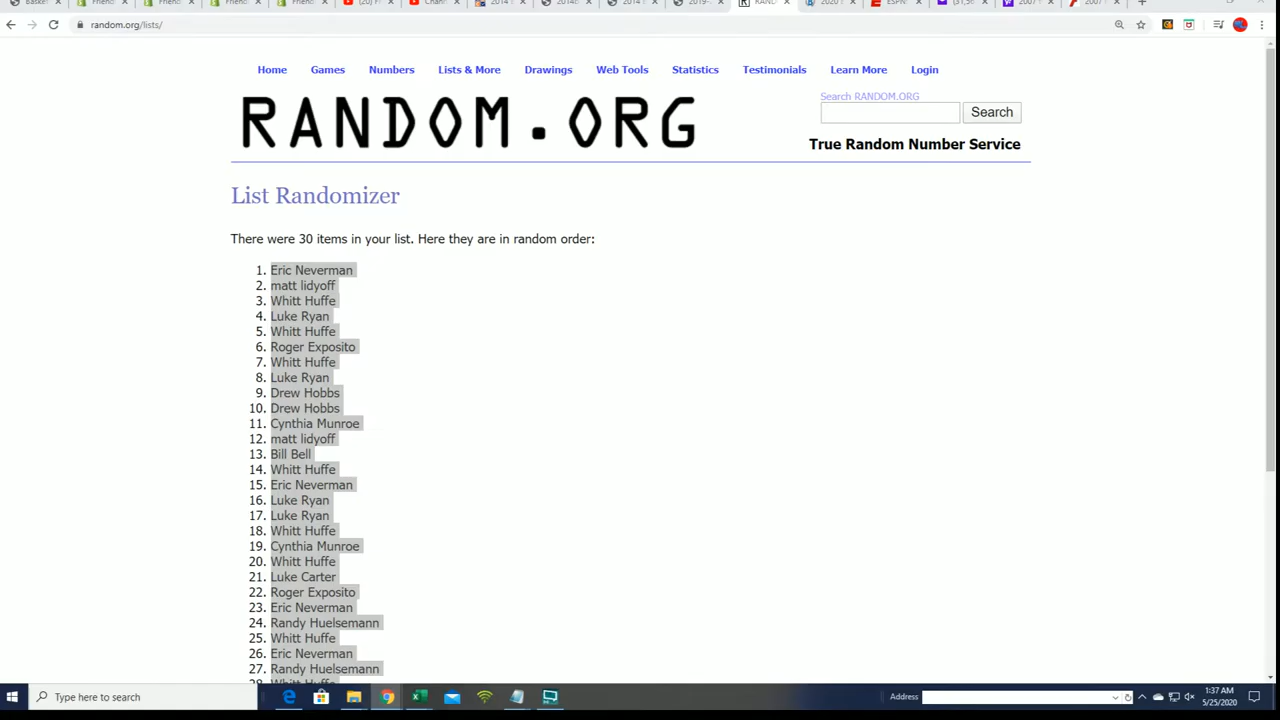 Friend
Friend
Friend
random.org/lists/
Home Games Numbers Lists & More Drawings Web Tools Statistics Testimonials Learn More Login
RANDOM.ORG
Search RANDOM.ORG
Search
True Random Number Service
List Randomizer
There were 30 items in your list. Here they are in random order:
1. Eric Neverman
2. matt lidyoff
3. Whitt Huffe
4. Luke Ryan
5. Whitt Huffe
6. Roger Exposito
7. Whitt Huffe
8. Luke Ryan
9. Drew Hobbs
10. Drew Hobbs
11. Cynthia Munroe
12. matt lidyoff
13. Bill Bell
14. Whitt Huffe
15. Eric Neverman
16. Luke Ryan
17. Luke Ryan
18. Whitt Huffe
19. Cynthia Munroe
20. Whitt Huffe
21. Luke Carter
22. Roger Exposito
23. Eric Neverman
24. Randy Huelsemann
25. Whitt Huffe
26. Eric Neverman
27. Randy Huelsemann
28. Whitt Huffe
Type here to search
Address
1:37 AM
5/25/2020